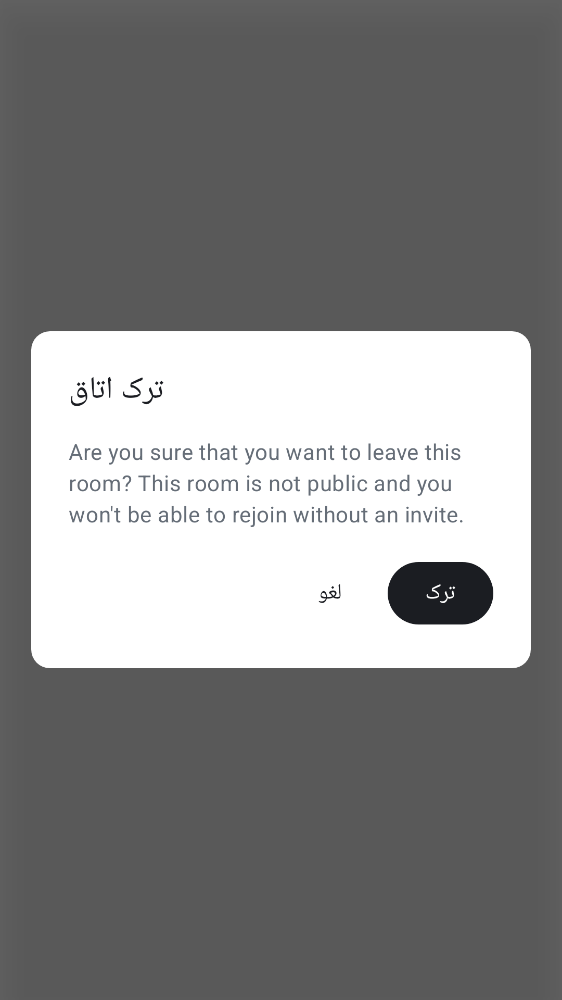 ترک اتاق
Are you sure that you want to leave this
room? This room is not public and you
won't be able to rejoin without an invite.
لغو
ترک